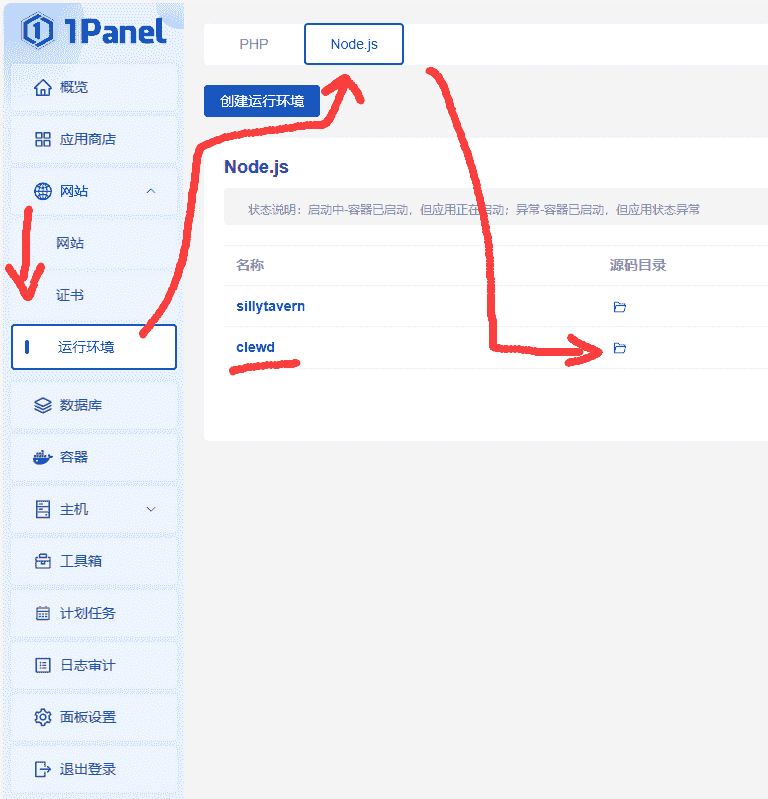 1Panel
概览
应用商店
网站
网站
证书
运行环境
数据库
容器
主机
工具箱
计划任务
日志审计
面板设置
退出登录
PHP Node.js
创建运行环境
Node.js
状态说明：启动中-容器已启动，但应用正在启动；异常-容器已启动，但应用状态异常
名称 源码目录
sillytavern
clewd